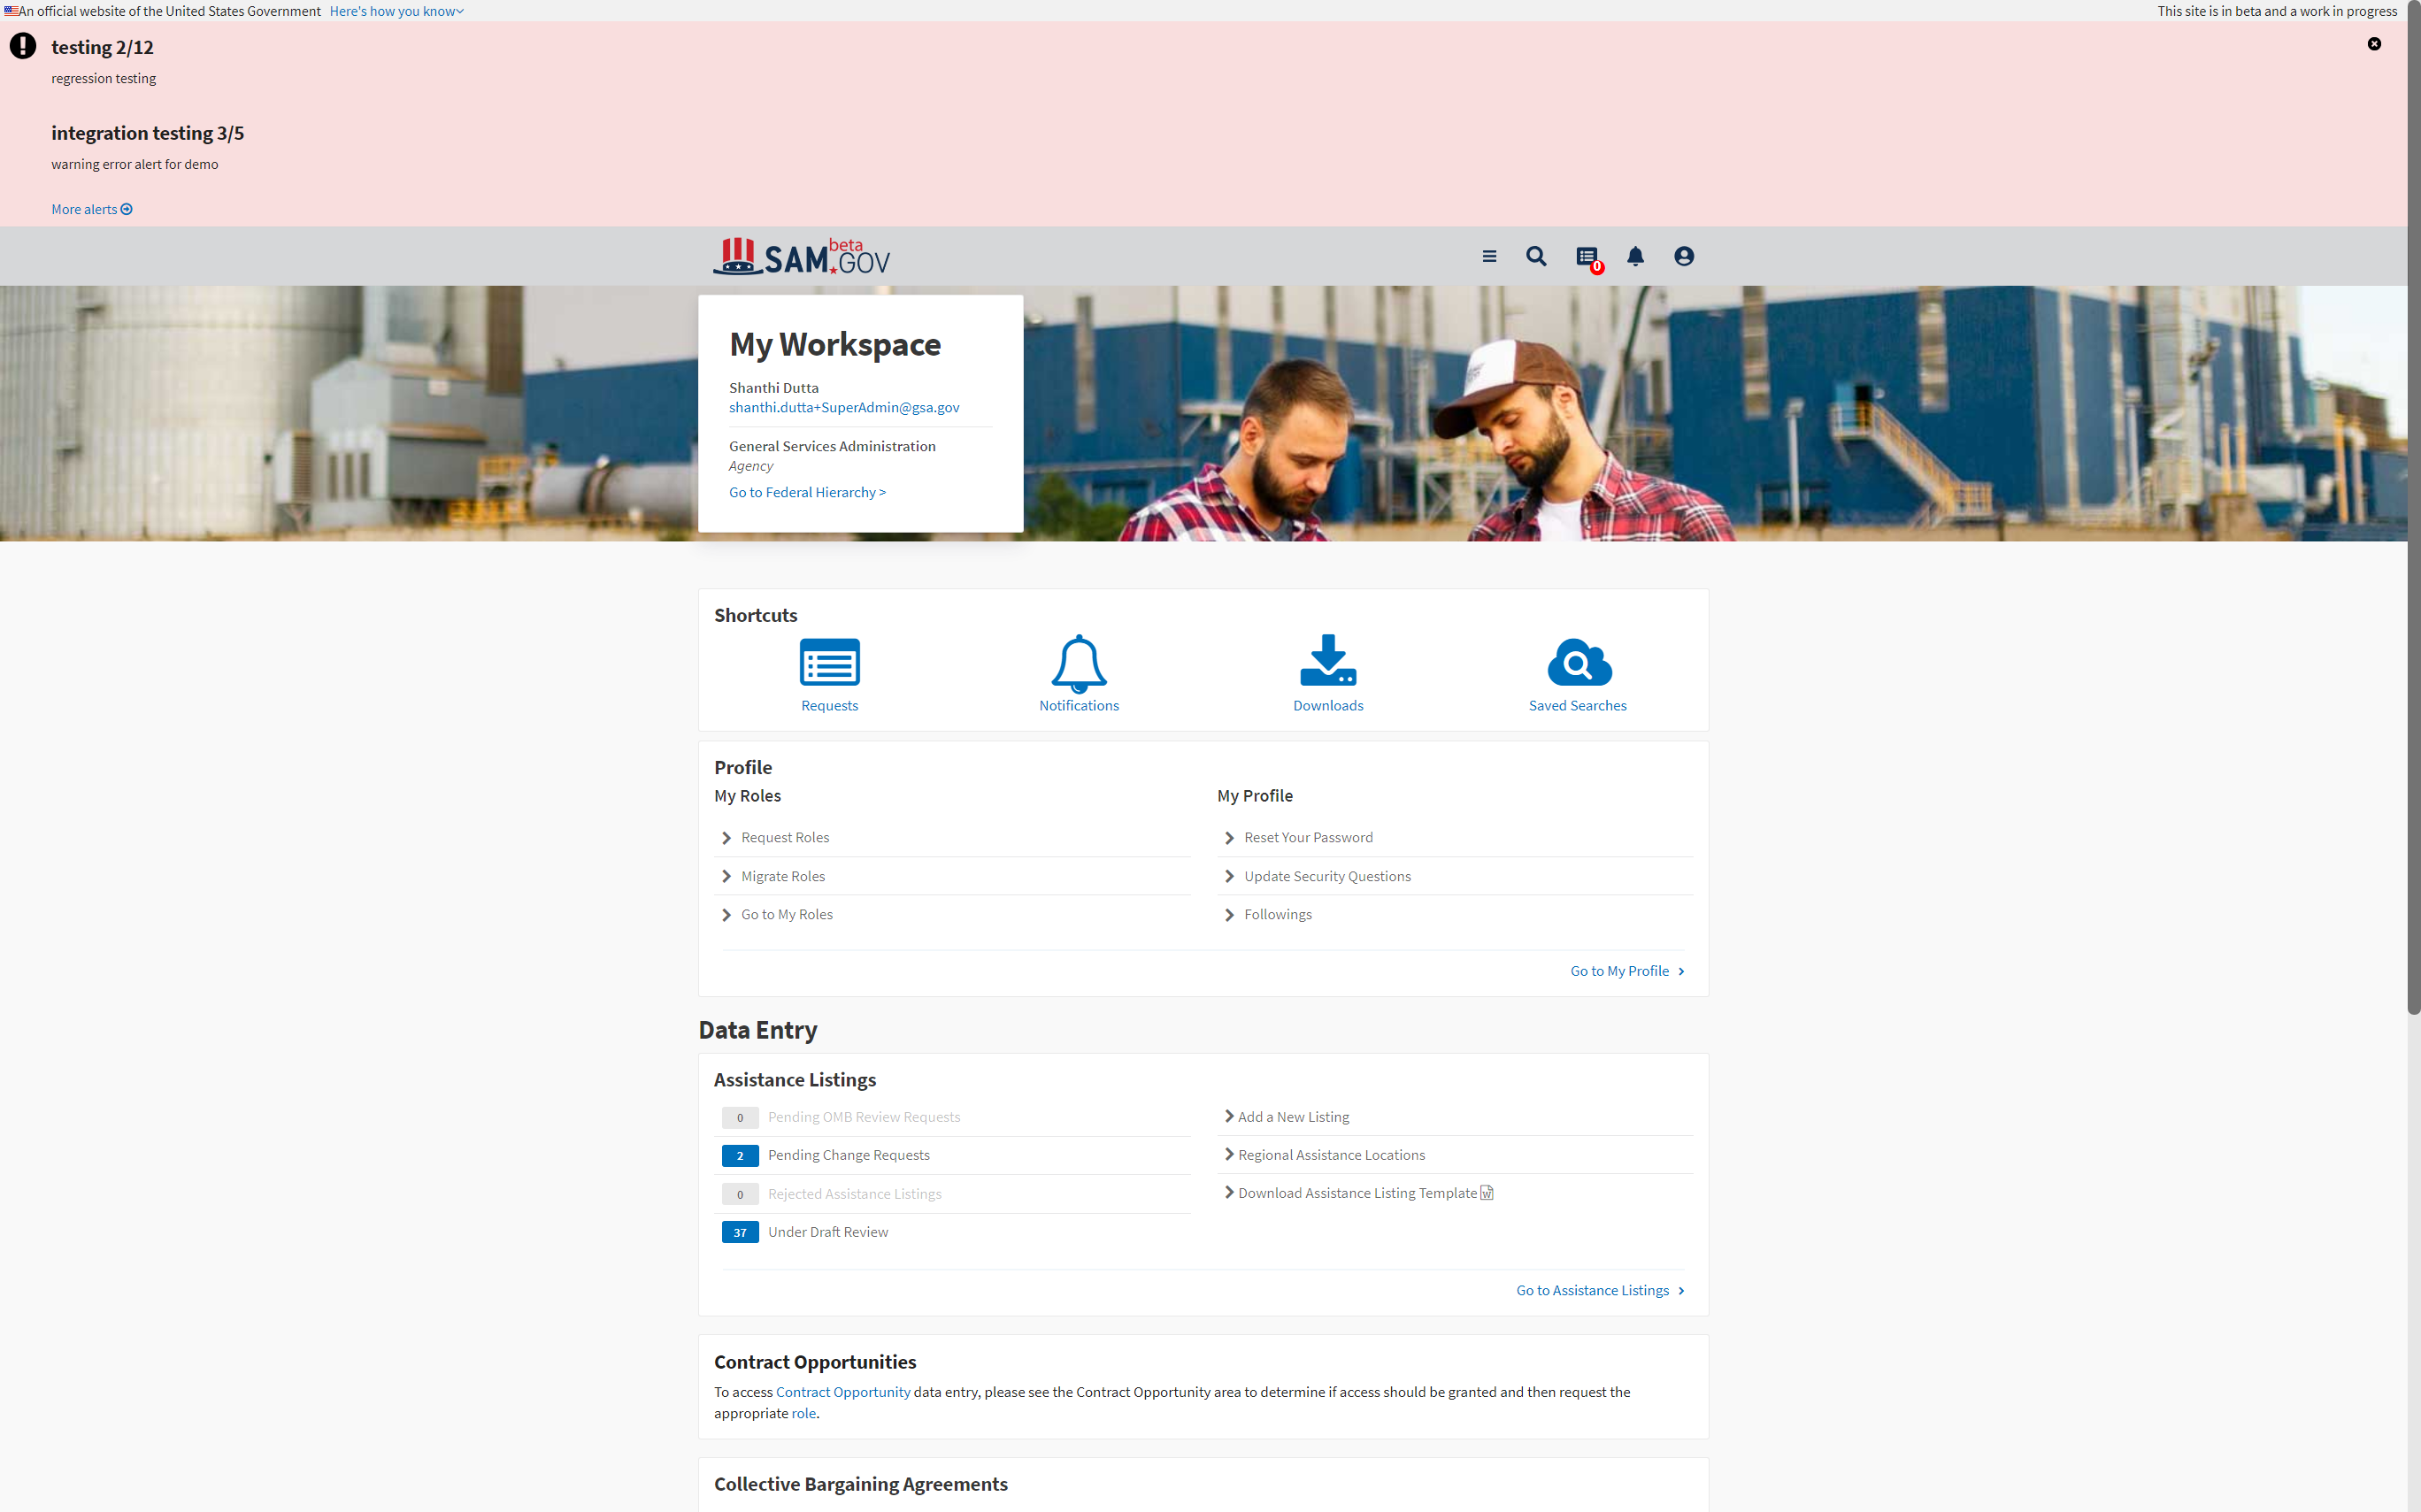 An official website of the United States Government Here's how you know
This site is in beta and a work in progress
testing 2/12
regression testing
integration testing 3/5
warning error alert for demo
More alerts
SAM.GOV beta
0
My Workspace
Shanthi Dutta
shanthi.dutta+SuperAdmin@gsa.gov
General Services Administration
Agency
Go to Federal Hierarchy >
Shortcuts
Requests
Notifications
Downloads
Saved Searches
Profile
My Roles
Request Roles
Migrate Roles
Go to My Roles
My Profile
Reset Your Password
Update Security Questions
Followings
Go to My Profile
Data Entry
Assistance Listings
0 Pending OMB Review Requests
2 Pending Change Requests
0 Rejected Assistance Listings
37 Under Draft Review
Add a New Listing
Regional Assistance Locations
Download Assistance Listing Template
Go to Assistance Listings
Contract Opportunities
To access Contract Opportunity data entry, please see the Contract Opportunity area to determine if access should be granted and then request the
appropriate role.
Collective Bargaining Agreements